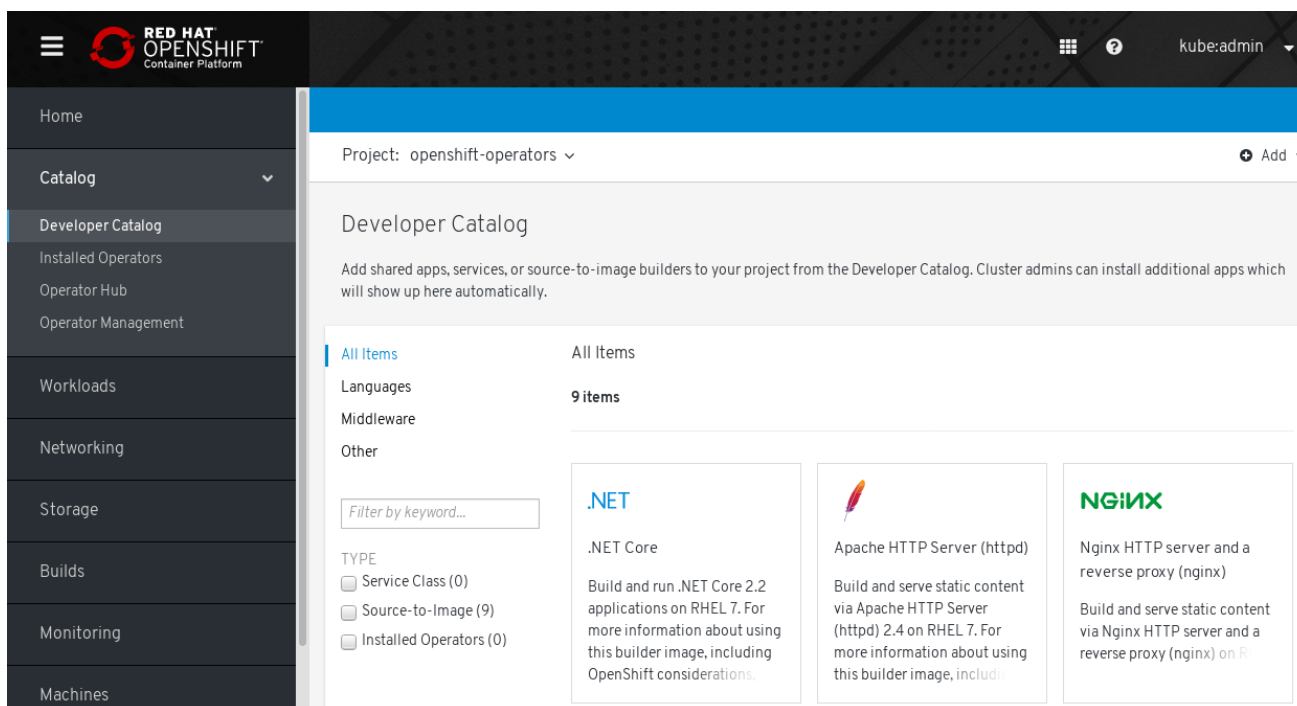 RED HAT
OPENSHIFT
Container Platform
kube:admin
Home
Catalog
Developer Catalog
Installed Operators
Operator Hub
Operator Management
Workloads
Networking
Storage
Builds
Monitoring
Machines
Project: openshift-operators
Add
Developer Catalog
Add shared apps, services, or source-to-image builders to your project from the Developer Catalog. Cluster admins can install additional apps which
will show up here automatically.
All Items
Languages
Middleware
Other
Filter by keyword...
TYPE
Service Class (0)
Source-to-Image (9)
Installed Operators (0)
All Items
9 items
.NET
.NET Core
Build and run .NET Core 2.2
applications on RHEL 7. For
more information about using
this builder image, including
OpenShift considerations,
Apache HTTP Server (httpd)
Build and serve static content
via Apache HTTP Server
(httpd) 2.4 on RHEL 7. For
more information about using
this builder image,
NGINX
Nginx HTTP server and a
reverse proxy (nginx)
Build and serve static content
via Nginx HTTP server and a
reverse proxy (nginx) on